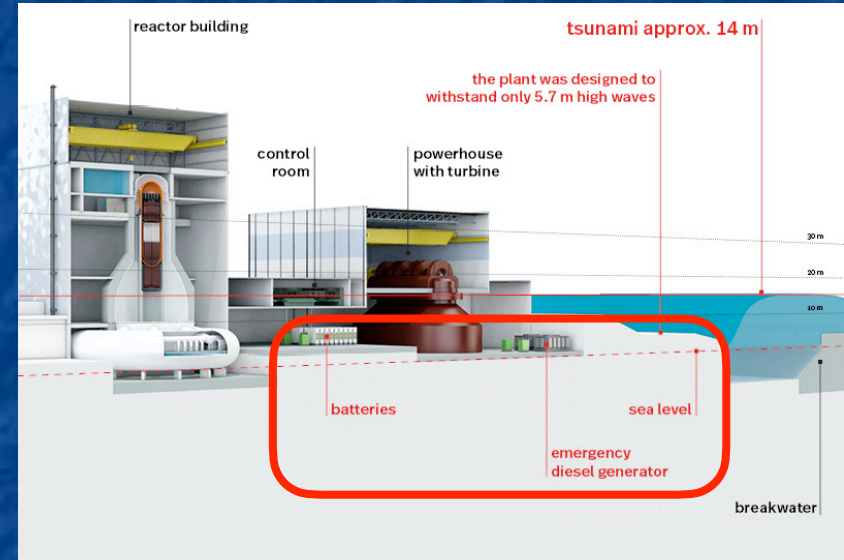 reactor building
tsunami approx. 14 m
the plant was designed to
withstand only 5.7 m high waves
control
room
powerhouse
with turbine
30 m
20 m
10 m
batteries
sea level
emergency
diesel generator
breakwater